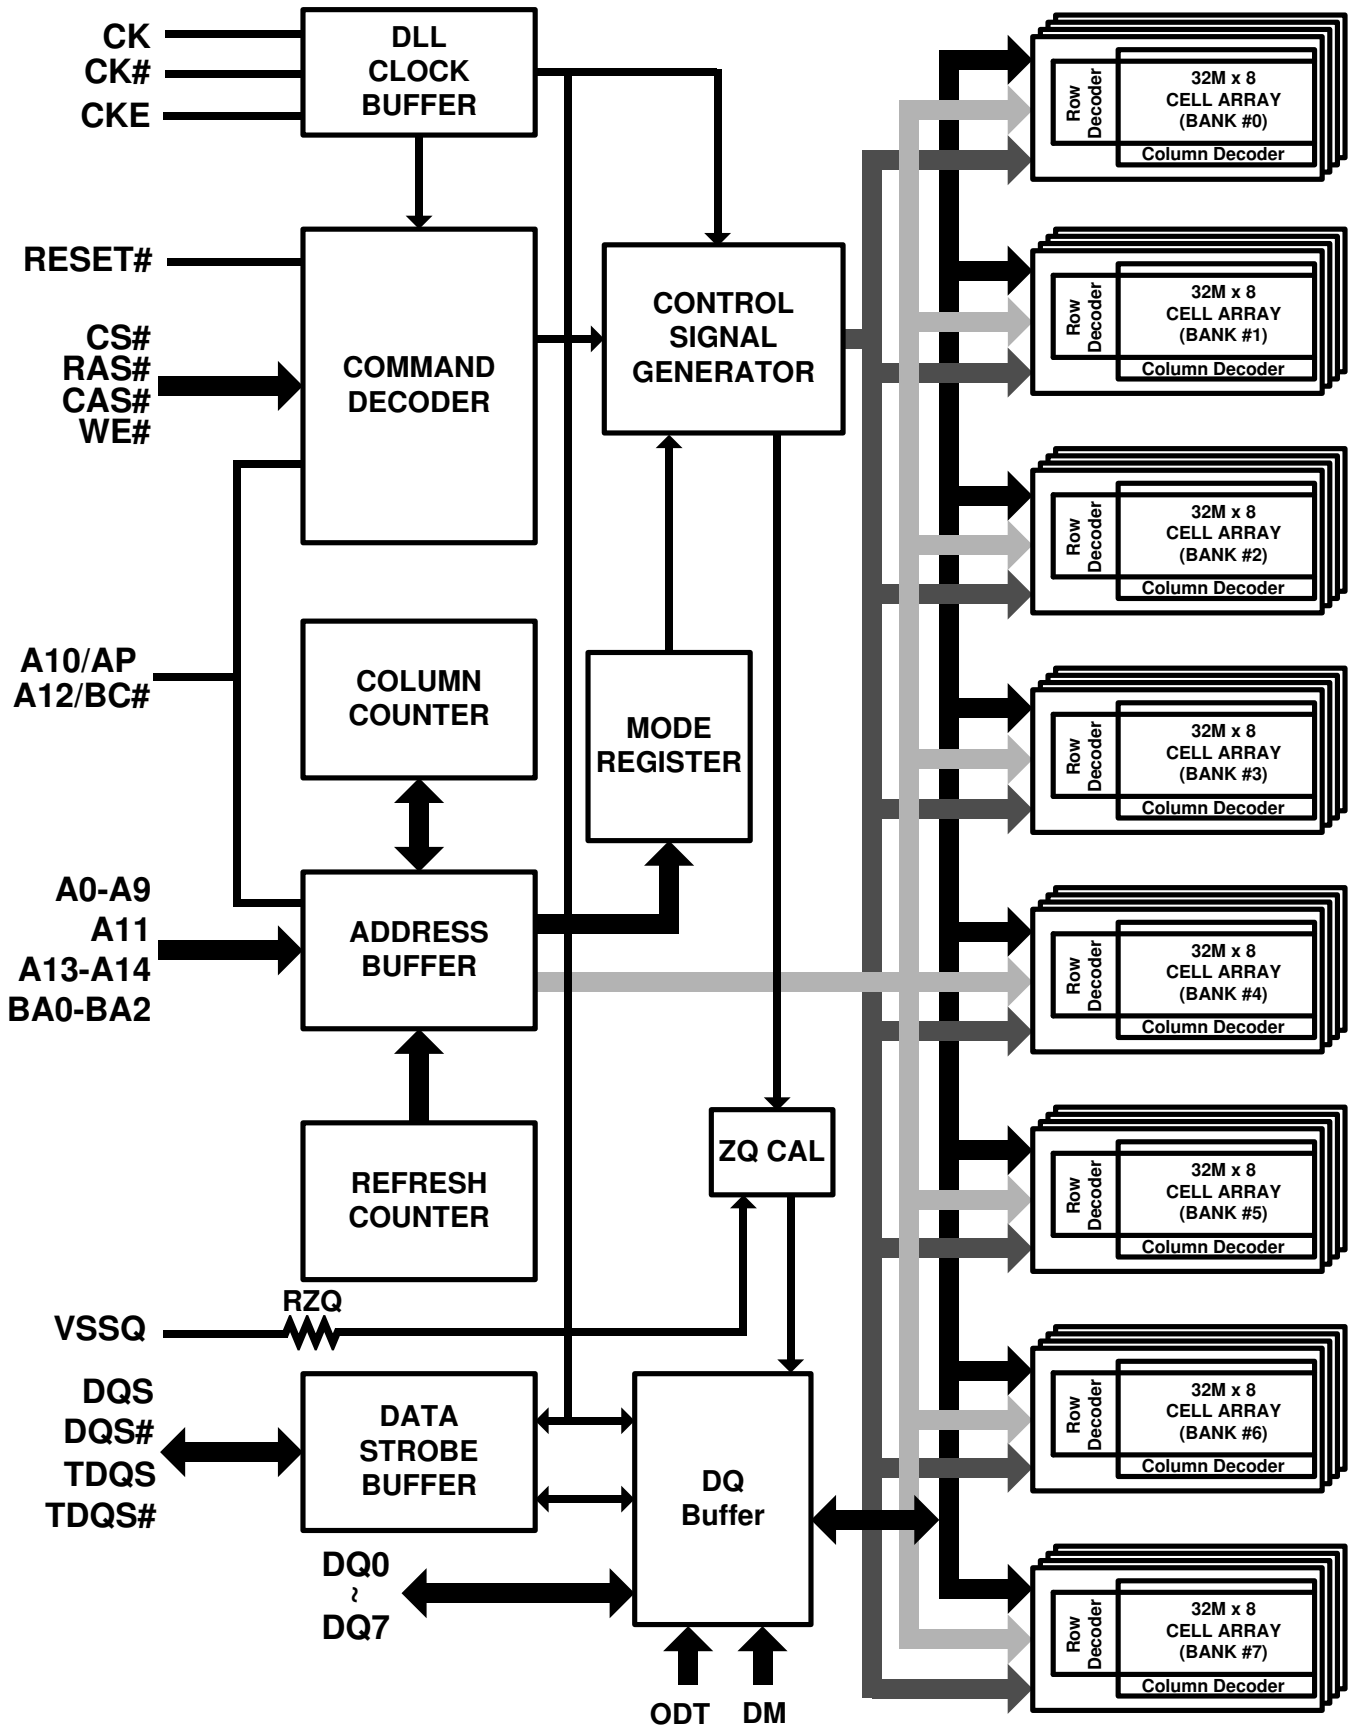 CK
CK#
CKE
DLL
CLOCK
BUFFER
RESET#
CS#
RAS#
CAS#
WE#
COMMAND
DECODER
CONTROL
SIGNAL
GENERATOR
A10/AP
A12/BC#
COLUMN
COUNTER
MODE
REGISTER
A0-A9
A11
A13-A14
BA0-BA2
ADDRESS
BUFFER
REFRESH
COUNTER
ZQ CAL
VSSQ
RZQ
DQS
DQS#
TDQS
TDQS#
DATA
STROBE
BUFFER
DQ
Buffer
DQ0
~
DQ7
ODT
DM
Row
Decoder
32M x 8
CELL ARRAY
(BANK #0)
Column Decoder
Row
Decoder
32M x 8
CELL ARRAY
(BANK #1)
Column Decoder
Row
Decoder
32M x 8
CELL ARRAY
(BANK #2)
Column Decoder
Row
Decoder
32M x 8
CELL ARRAY
(BANK #3)
Column Decoder
Row
Decoder
32M x 8
CELL ARRAY
(BANK #4)
Column Decoder
Row
Decoder
32M x 8
CELL ARRAY
(BANK #5)
Column Decoder
Row
Decoder
32M x 8
CELL ARRAY
(BANK #6)
Column Decoder
Row
Decoder
32M x 8
CELL ARRAY
(BANK #7)
Column Decoder